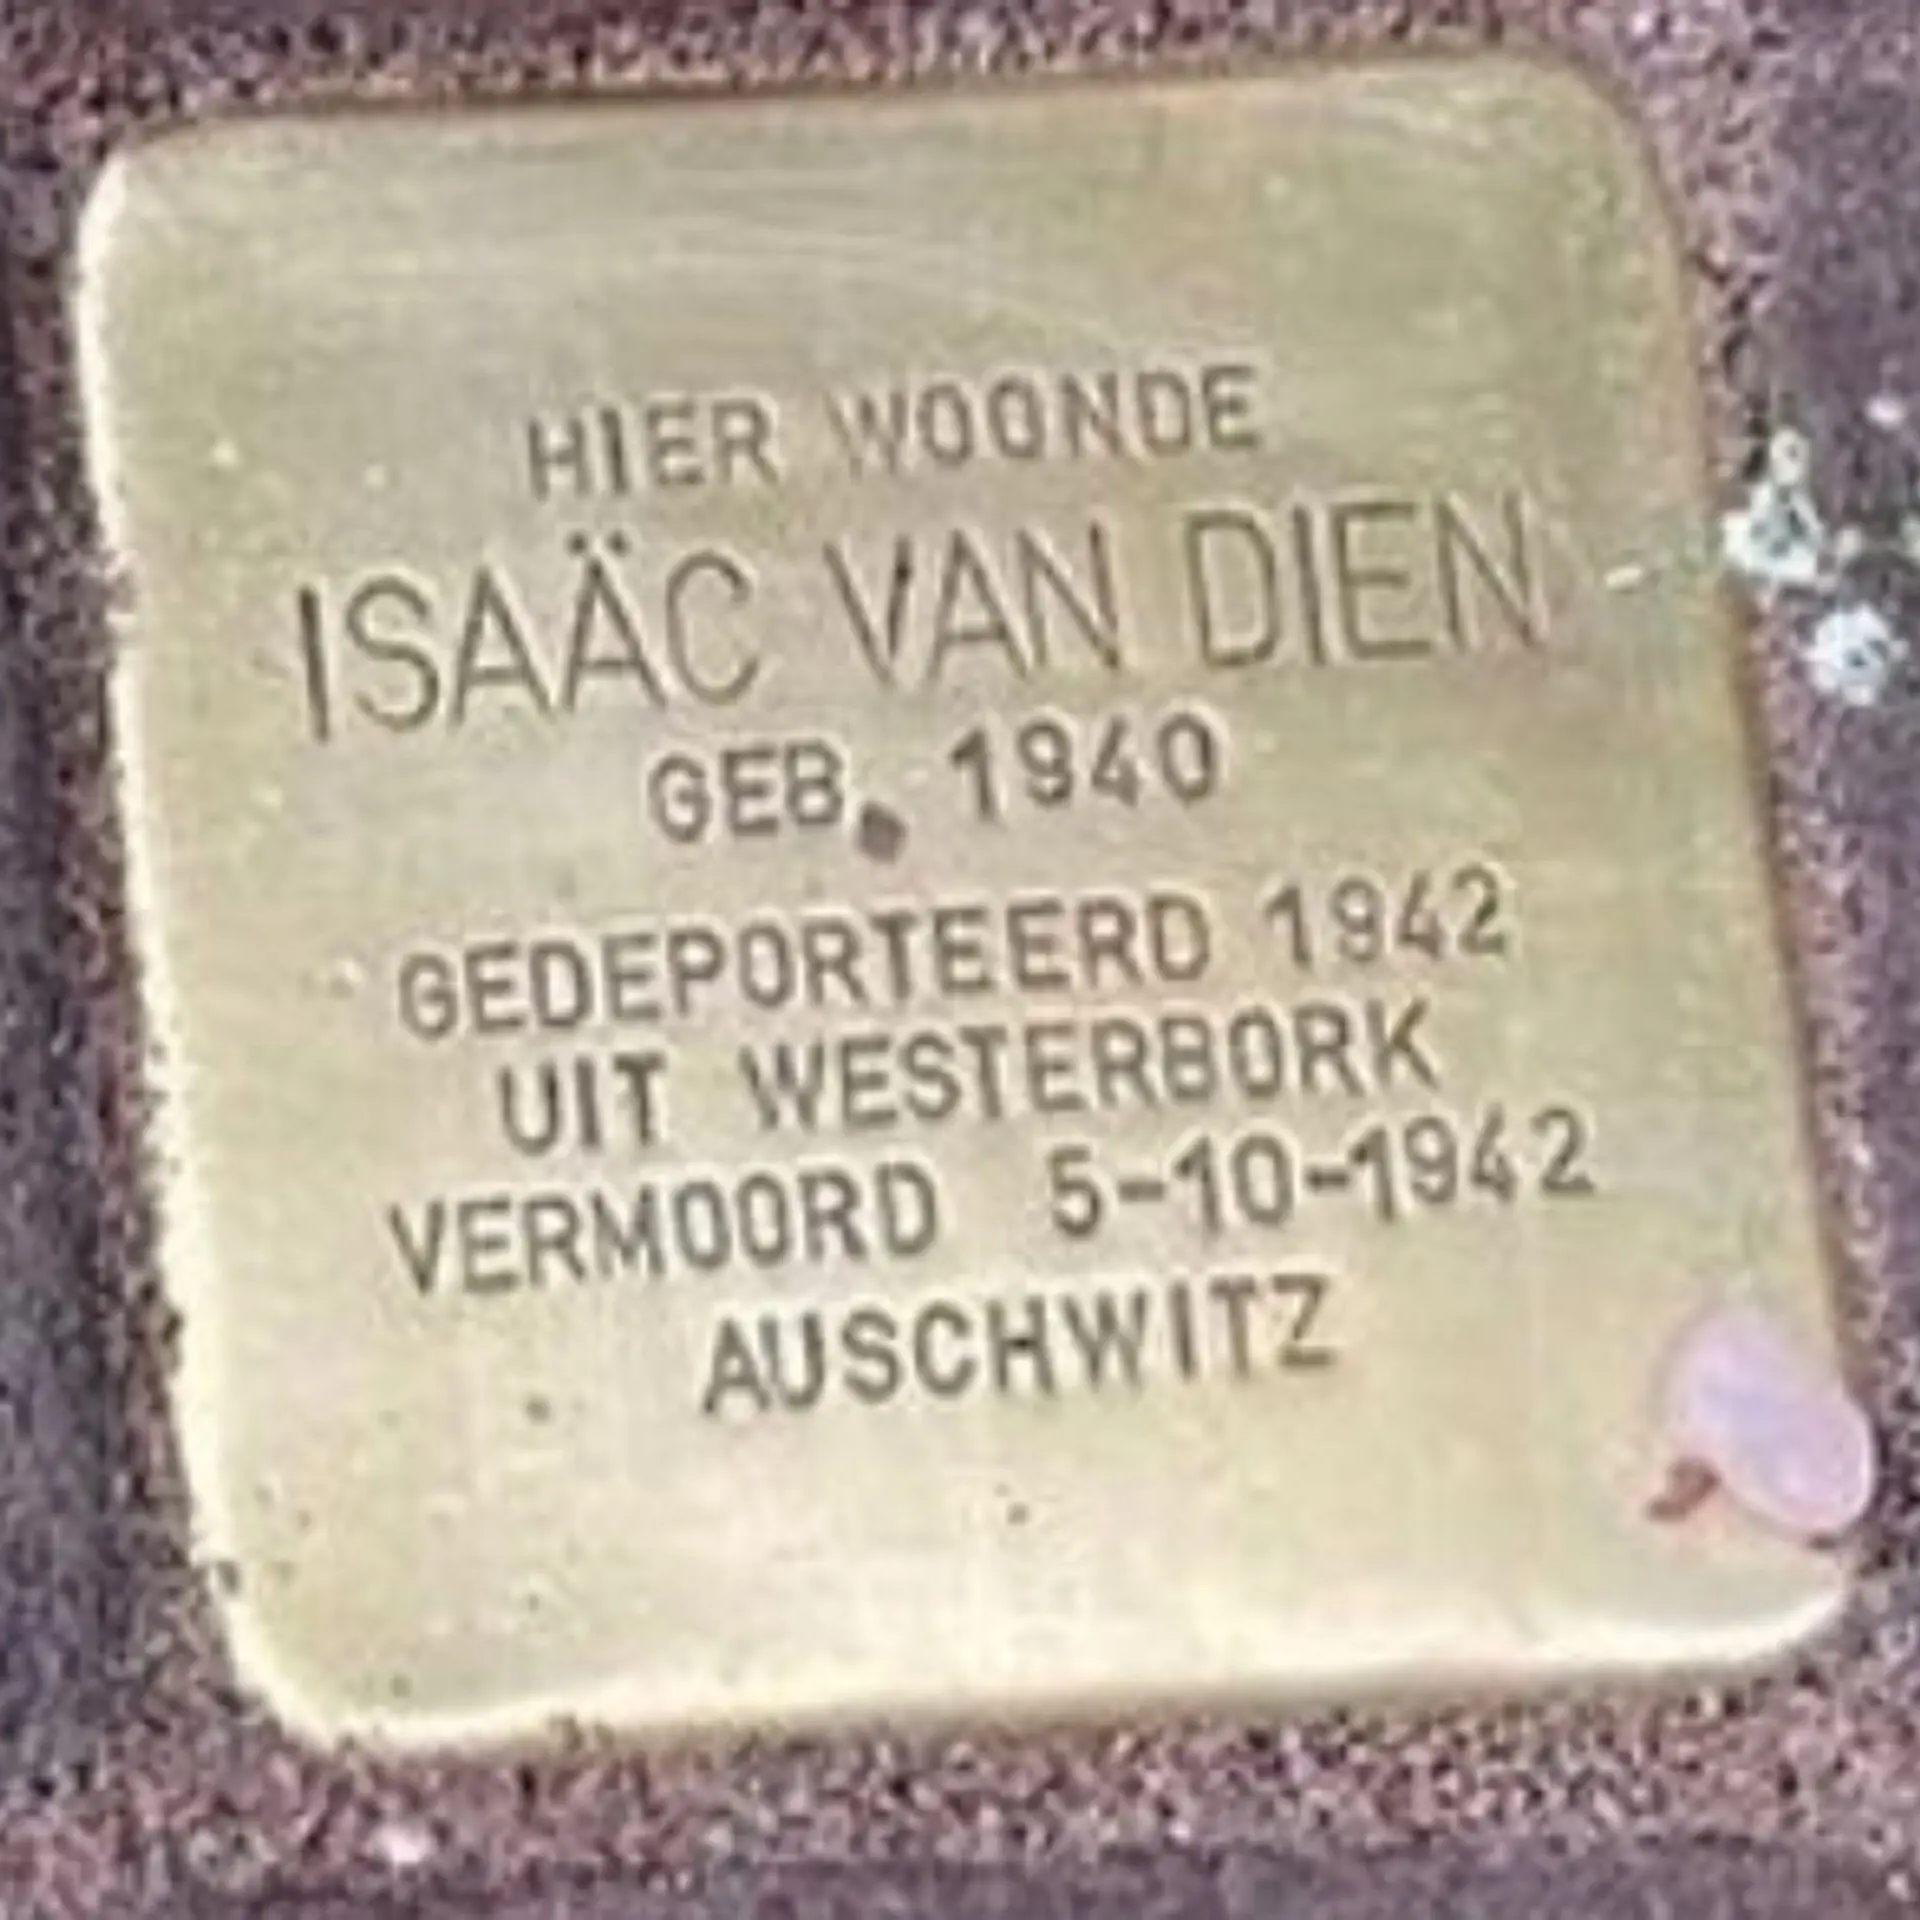 HIER WOONDE
ISAÄC VAN DIEN
GEB. 1940
GEDEPORTEERD 1942
UIT WESTERBORK
VERMOORD 5-10-1942
AUSCHWITZ